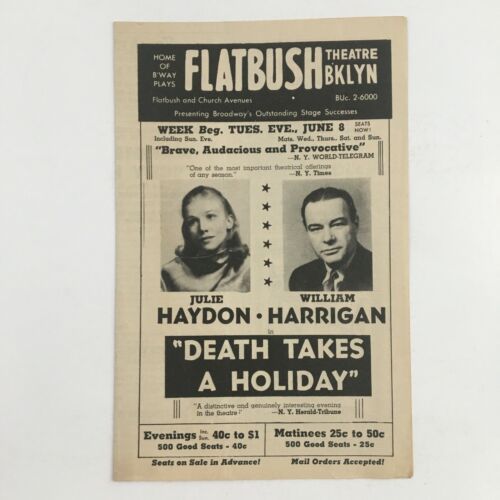 HOME OF B'WAY PLAYS
FLATBUSH
THEATRE B'KLYN
Flatbush and Church Avenues
BUc. 2-6000
Presenting Broadway's Outstanding Stage Successes
WEEK Beg. TUES. EVE., JUNE 8
SEATS NOW!
Including Sun. Eve.
Mats. Wed., Thurs., Sat. and Sun.
"Brave, Audacious and Provocative"
—N. Y. WORLD-TELEGRAM
"One of the most important theatrical offerings
of any season."
—N. Y. Times
JULIE
HAYDON •
WILLIAM
HARRIGAN
in
"DEATH TAKES
A HOLIDAY"
"A distinctive and genuinely interesting evening
in the theatre!"
—N. Y. Herald-Tribune
Evenings Inc. Sun. 40c to $1
500 Good Seats - 40c
Matinees 25c to 50c
500 Good Seats - 25c
Seats on Sale in Advance!
Mail Orders Accepted!